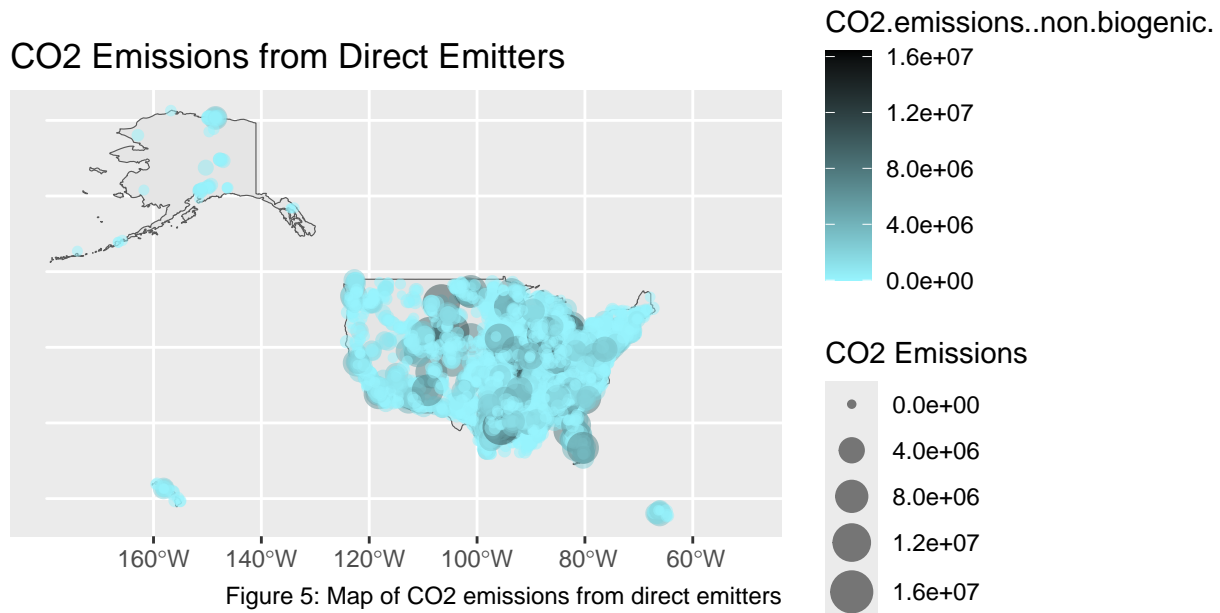 CO2 Emissions from Direct Emitters
160°W 140°W 120°W 100°W 80°W 60°W
Figure 5: Map of CO2 emissions from direct emitters
CO2.emissions..non.biogenic.
1.6e+07
1.2e+07
8.0e+06
4.0e+06
0.0e+00
CO2 Emissions
0.0e+00
4.0e+06
8.0e+06
1.2e+07
1.6e+07